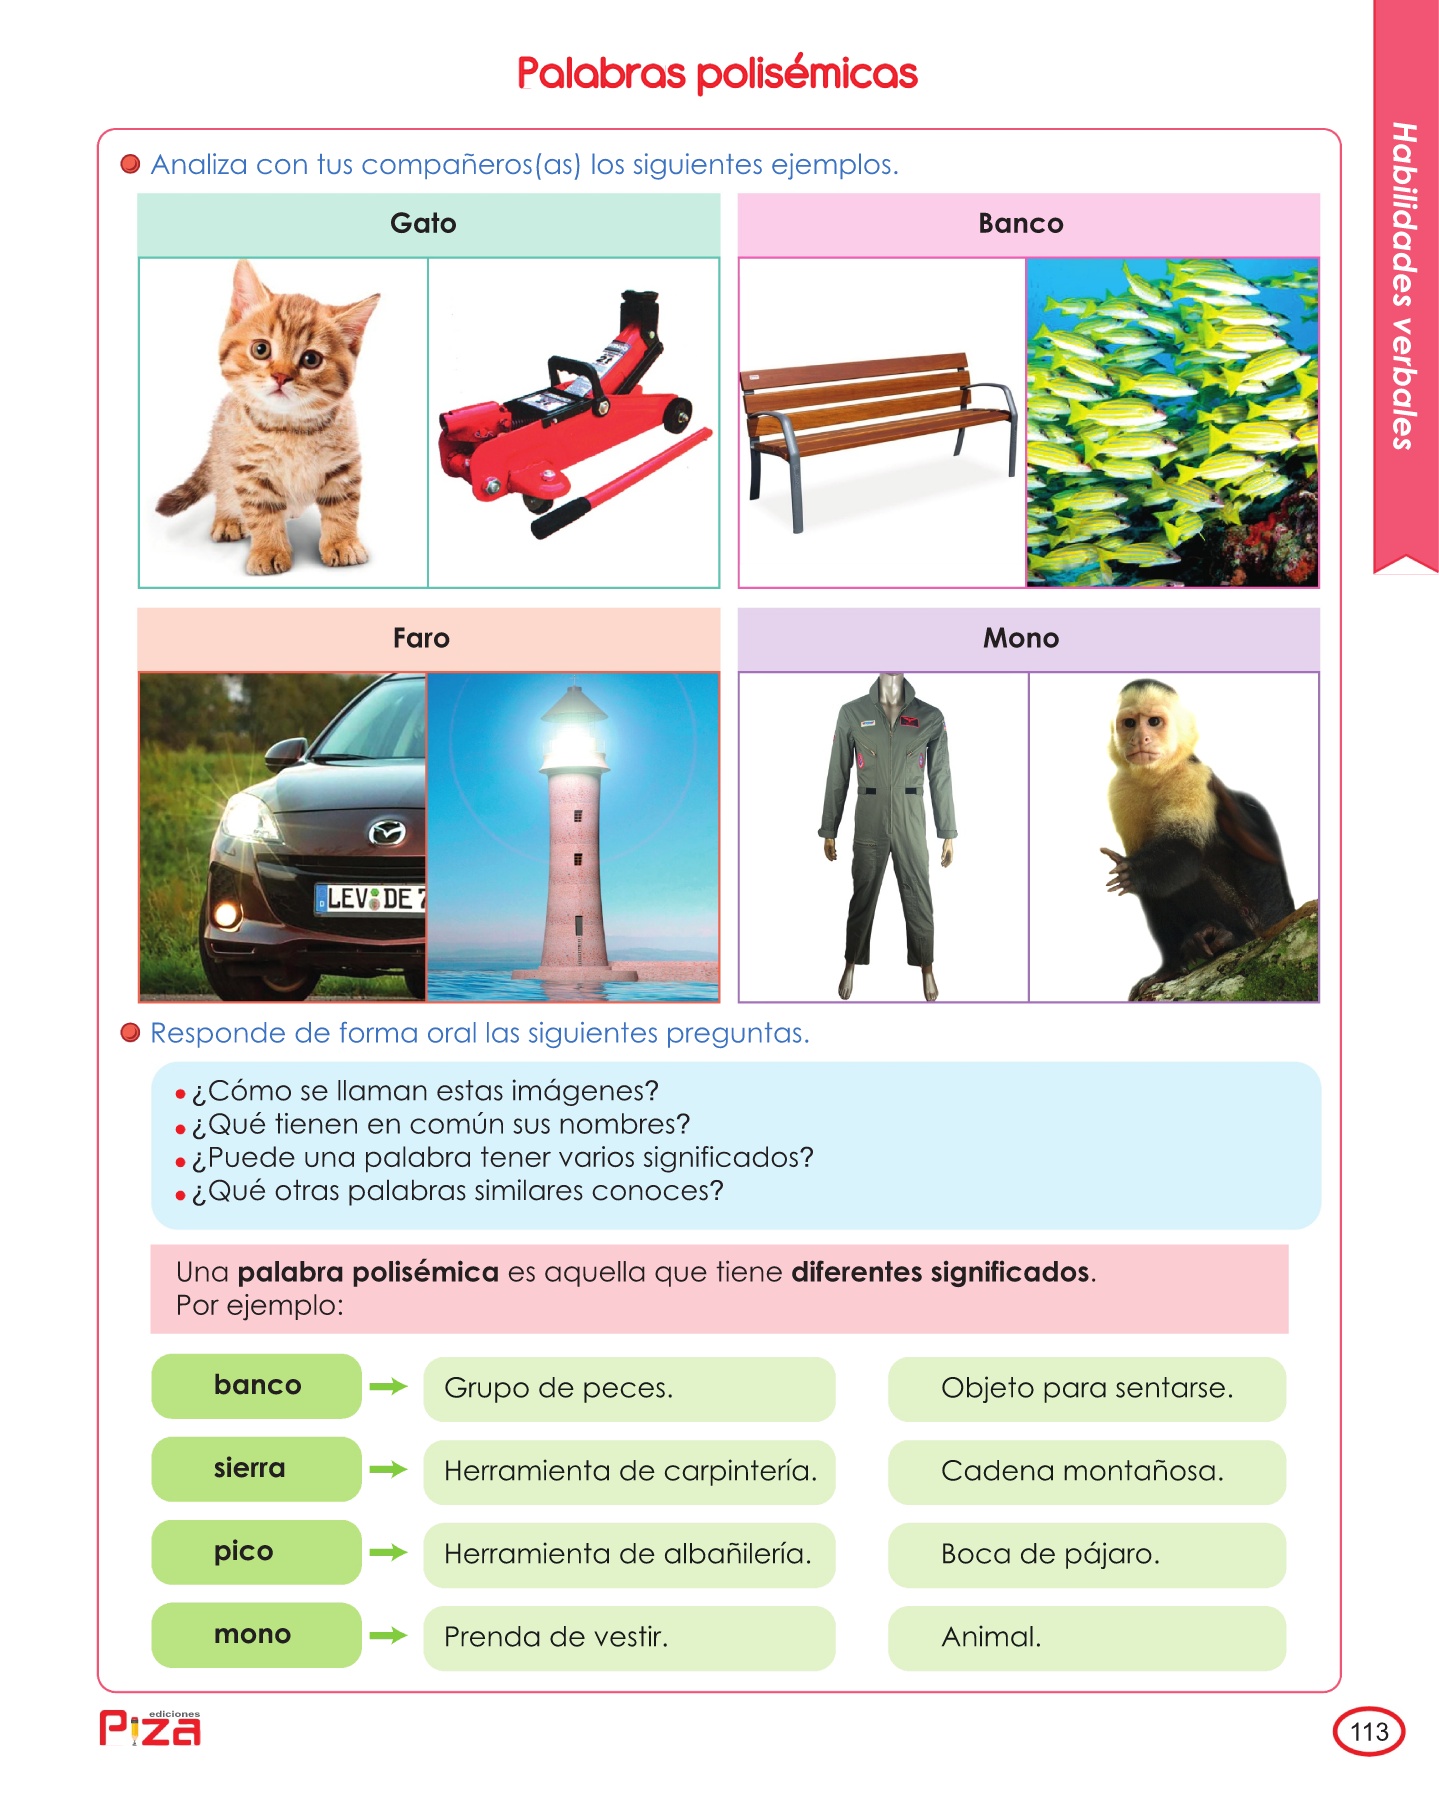 Palabras polisémicas
Habilidades verbales
Analiza con tus compañeros(as) los siguientes ejemplos.
Gato
Banco
Faro
Mono
LEV DE 7
Responde de forma oral las siguientes preguntas.
¿Cómo se llaman estas imágenes?
¿Qué tienen en común sus nombres?
¿Puede una palabra tener varios significados?
¿Qué otras palabras similares conoces?
Una palabra polisémica es aquella que tiene diferentes significados.
Por ejemplo:
banco
Grupo de peces.
Objeto para sentarse.
sierra
Herramienta de carpintería.
Cadena montañosa.
pico
Herramienta de albañilería.
Boca de pájaro.
mono
Prenda de vestir.
Animal.
ediciones
Piza
113